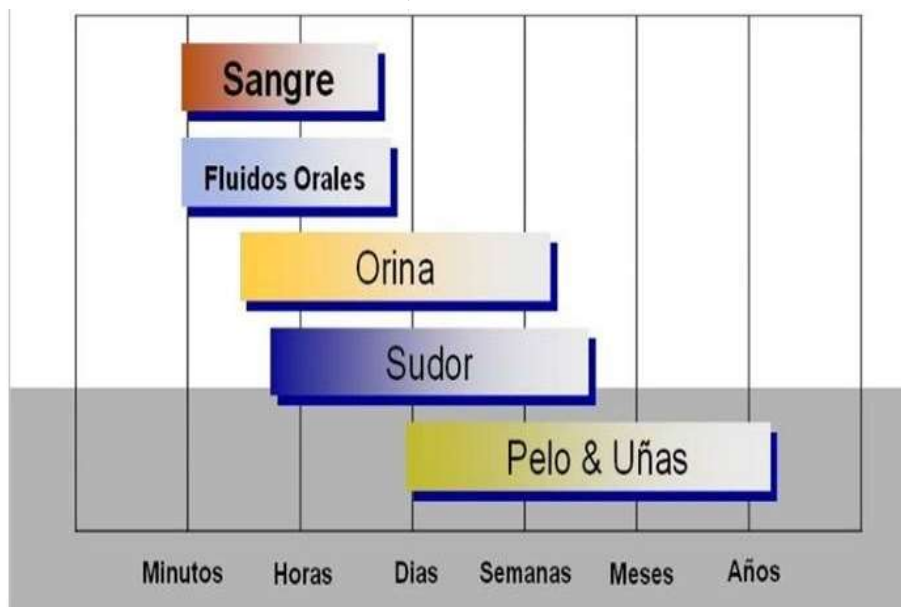 Sangre
Fluidos Orales
Orina
Sudor
Pelo & Uñas
Minutos Horas Dias Semanas Meses Años